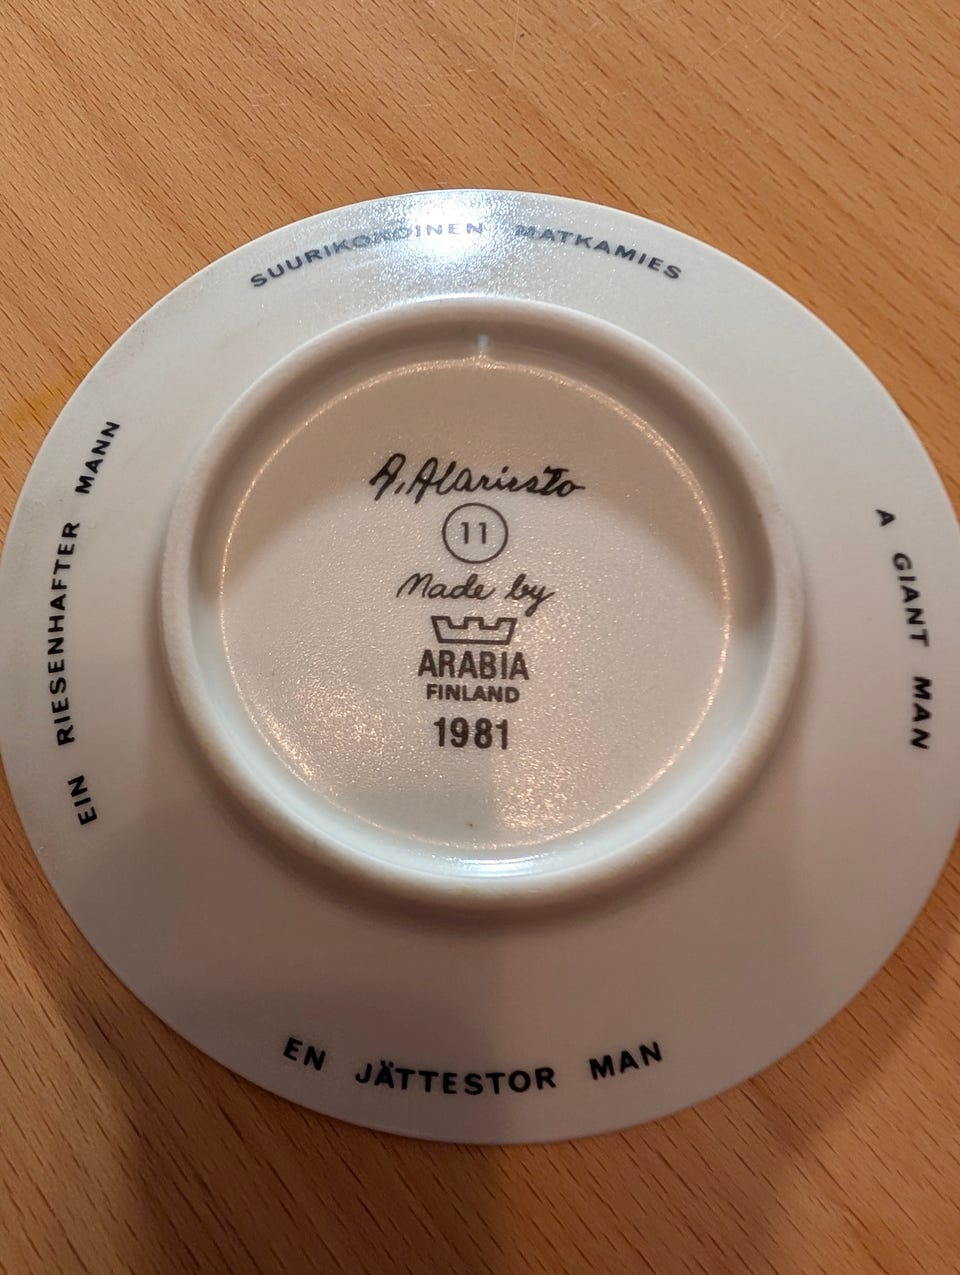 SUURIKOKOINEN MATKAMIES
A. Alariesto
11
Made by
ARABIA
FINLAND
1981
A GIANT MAN
EIN RIESENHAFTER MANN
EN JÄTTESTOR MAN